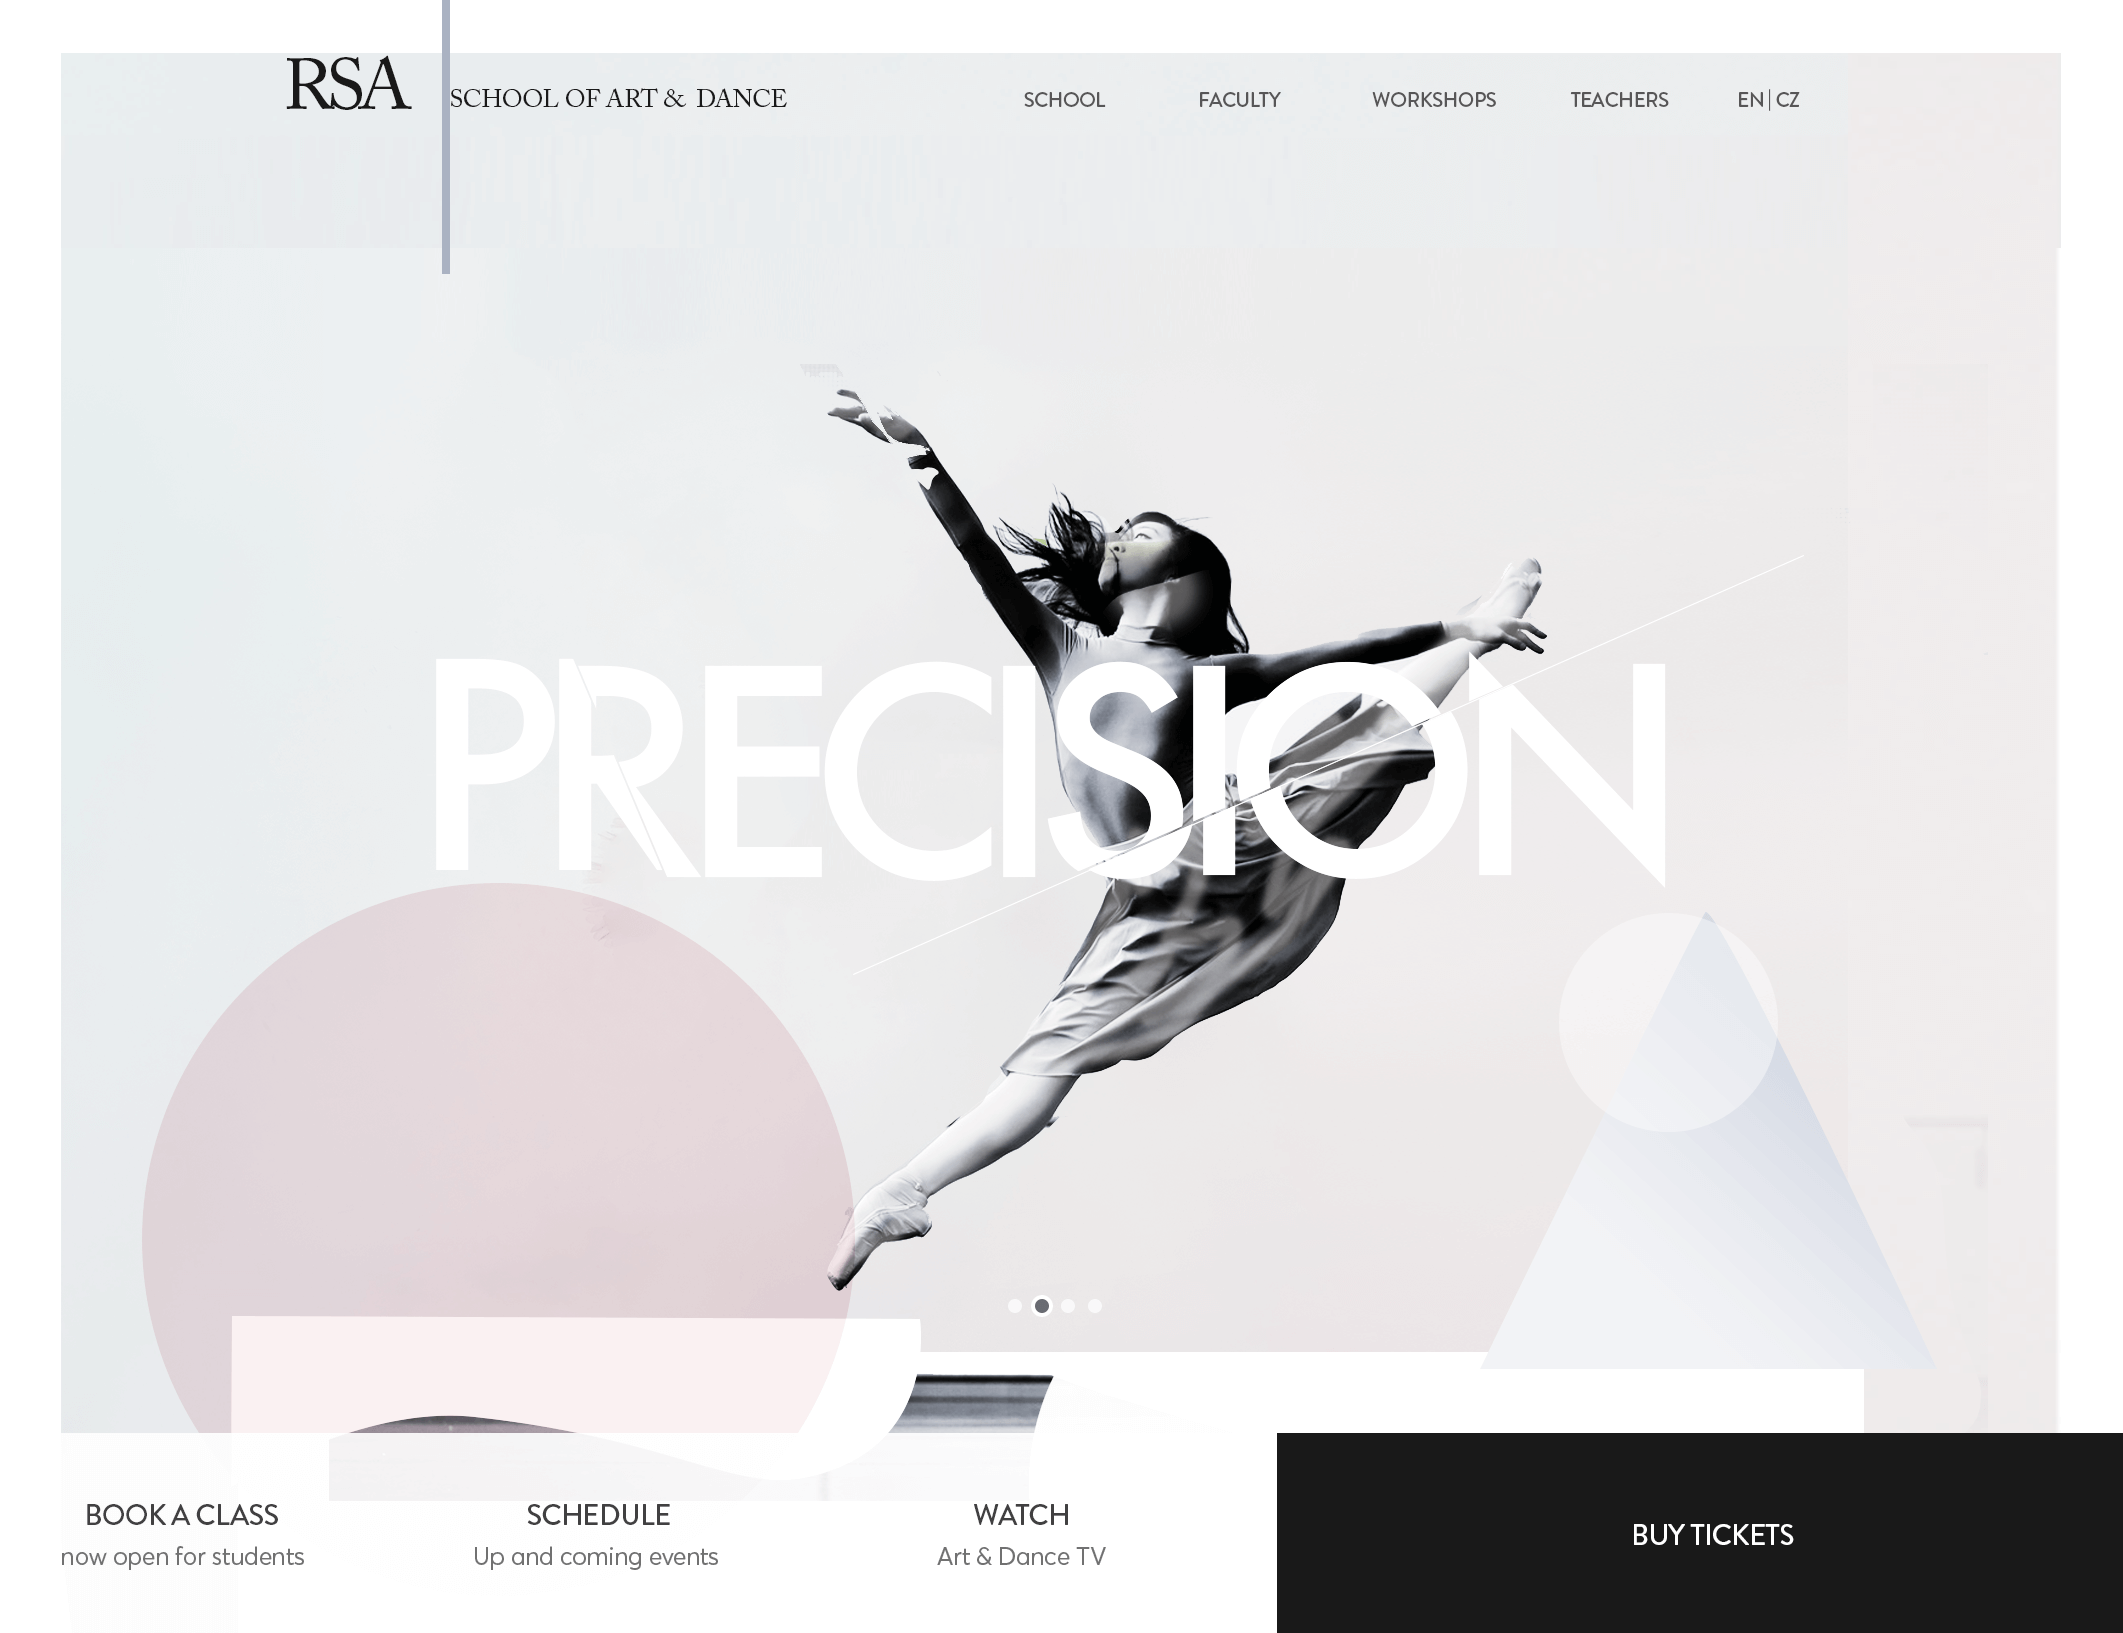 RSA
SCHOOL OF ART & DANCE
SCHOOL
FACULTY
WORKSHOPS
TEACHERS
EN | CZ
PRECISION
BOOK A CLASS
now open for students
SCHEDULE
Up and coming events
WATCH
Art & Dance TV
BUY TICKETS